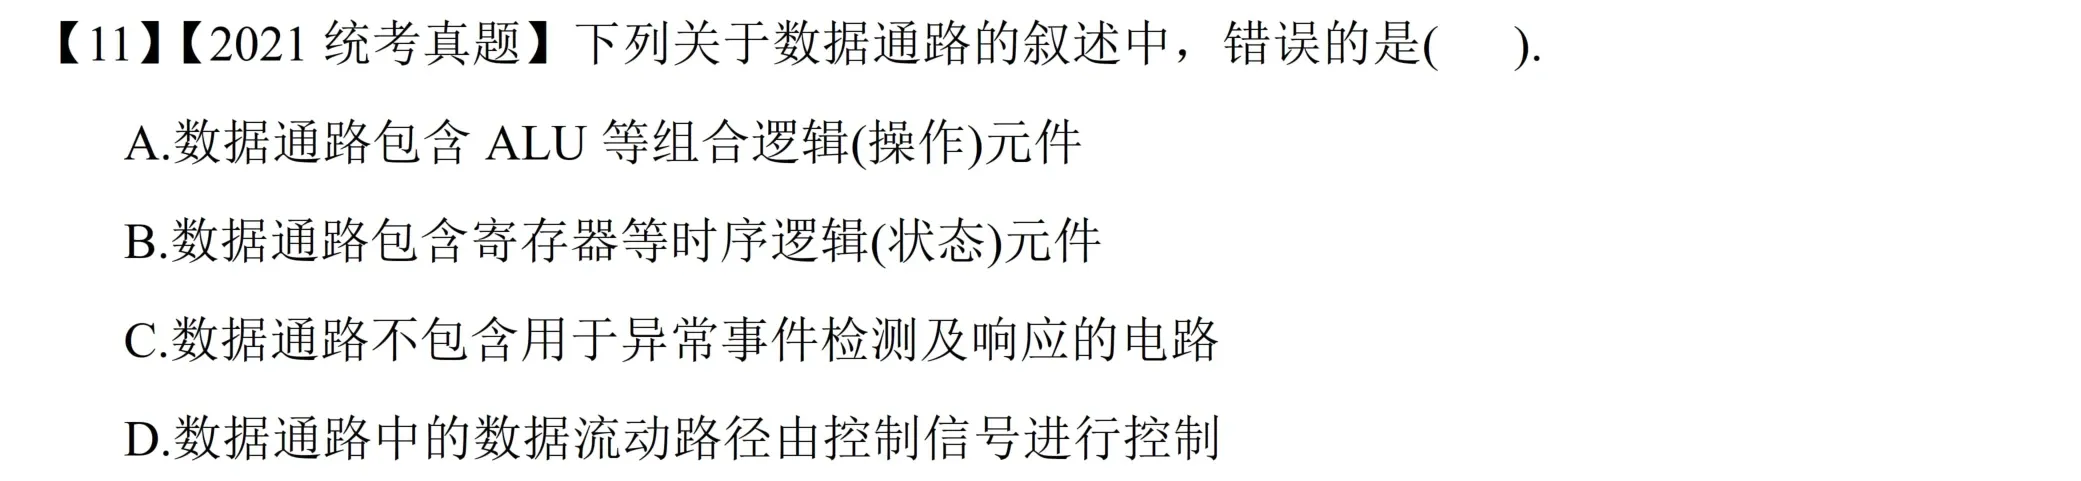 【11】【2021 统考真题】下列关于数据通路的叙述中，错误的是(　　).
A.数据通路包含 ALU 等组合逻辑(操作)元件
B.数据通路包含寄存器等时序逻辑(状态)元件
C.数据通路不包含用于异常事件检测及响应的电路
D.数据通路中的数据流动路径由控制信号进行控制